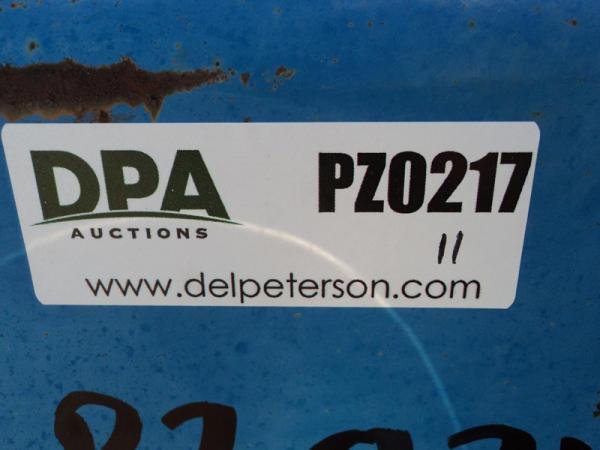 DPA
AUCTIONS
PZ0217
11
www.delpeterson.com